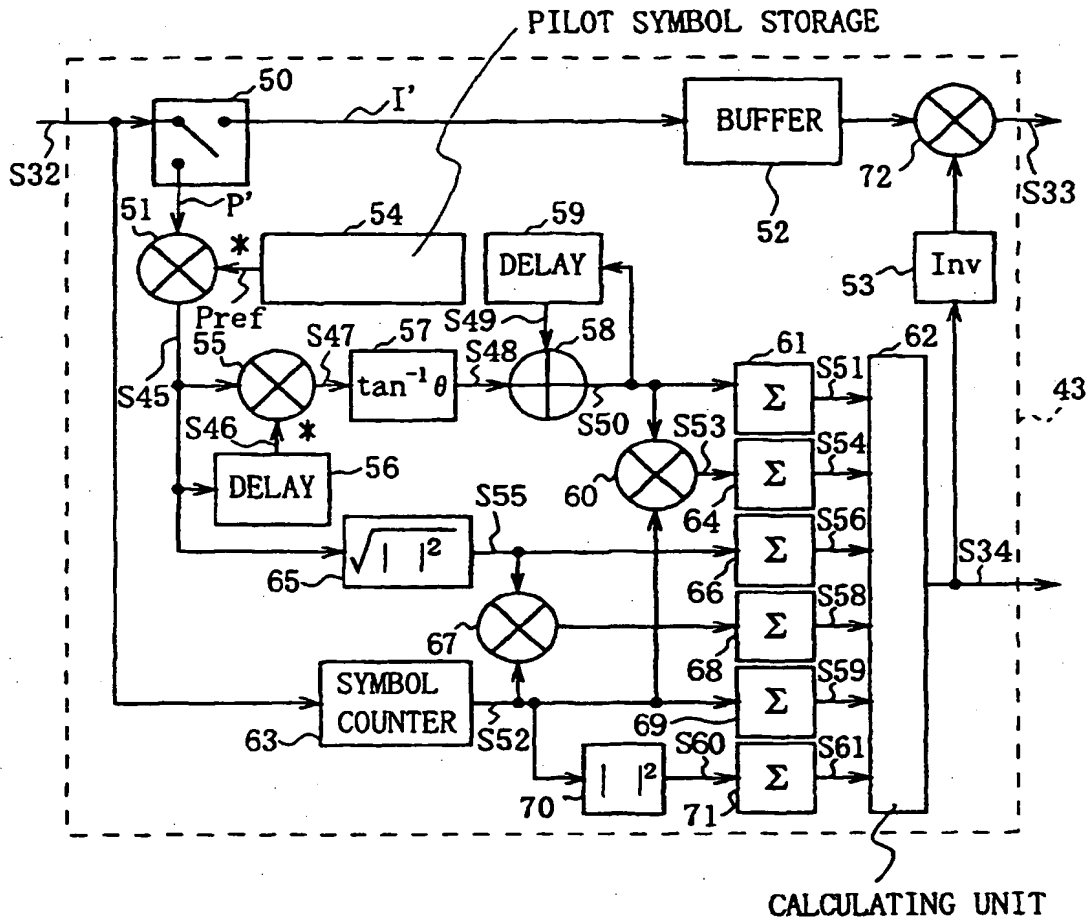 PILOT SYMBOL STORAGE
50
I'
BUFFER
S32
72
S33
P'
52
51
*
54
59
DELAY
53
Inv
Pref
S49
58
55
S47
57
S48
61
62
tan⁻¹ θ
Σ
S51
43
S45
S50
S46
*
S53
S54
DELAY
56
60
Σ
64
S55
S56
√| |²
Σ
S34
65
66
S58
67
Σ
68
SYMBOL
COUNTER
S59
Σ
63
S52
69
S60
S61
| |²
Σ
70
71
CALCULATING UNIT